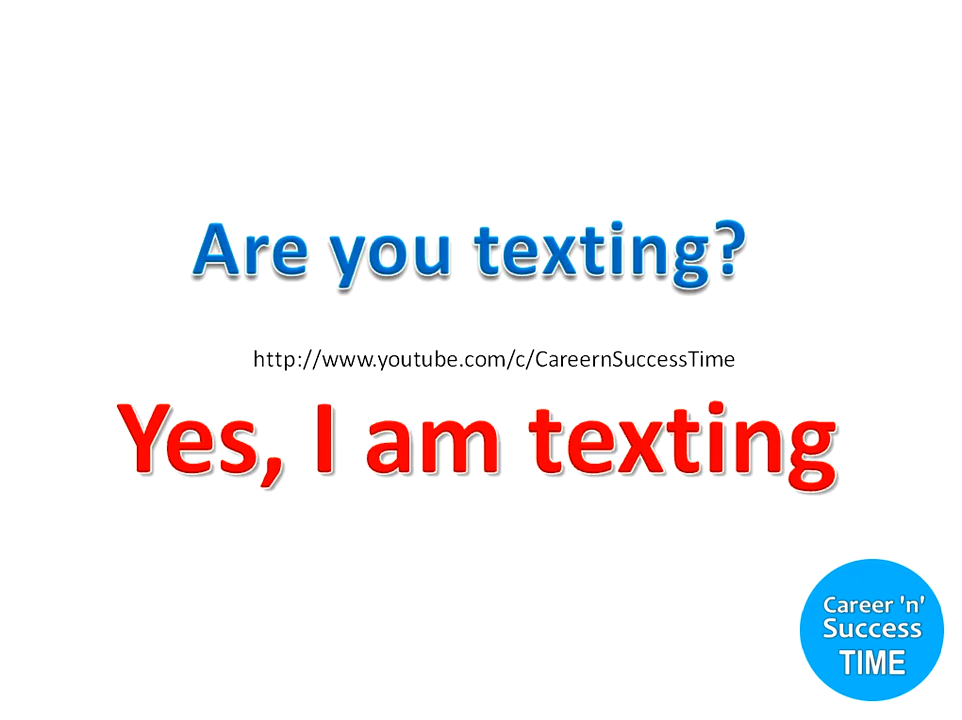 Are you texting?
http://www.youtube.com/c/CareernSuccessTime
Yes, I am texting
Career 'n'
Success
TIME